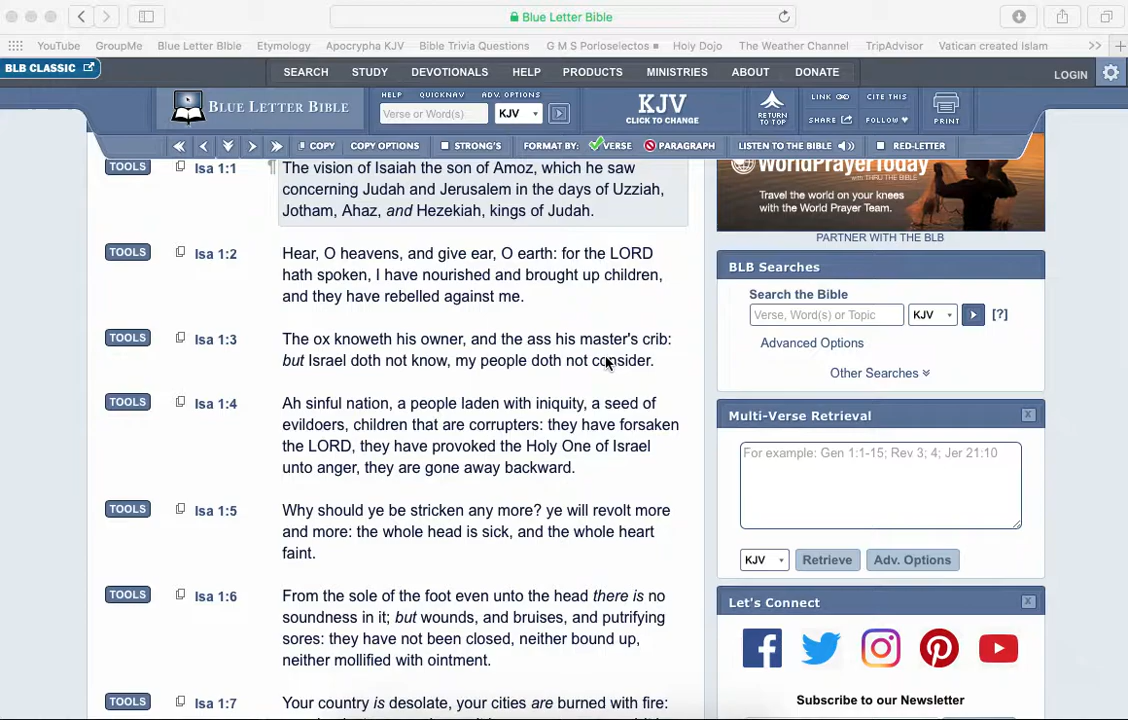 Blue Letter Bible
YouTube GroupMe Blue Letter BIble Etymology Apocrypha KJV Bible Trivia Questions G M S Porloselectos Holy Dojo The Weather Channel TripAdvisor Vatican created Islam >>
BLB CLASSIC
SEARCH STUDY DEVOTIONALS HELP PRODUCTS MINISTRIES ABOUT DONATE
LOGIN
BLUE LETTER BIBLE
HELP QUICKNAV ADV. OPTIONS
Verse or Word(s) KJV
KJV
CLICK TO CHANGE
RETURN
TO TOP
LINK CITE THIS
SHARE FOLLOW
PRINT
COPY COPY OPTIONS STRONG'S FORMAT BY: VERSE PARAGRAPH LISTEN TO THE BIBLE RED-LETTER
TOOLS Isa 1:1 ¶ The vision of Isaiah the son of Amoz, which he saw
concerning Judah and Jerusalem in the days of Uzziah,
Jotham, Ahaz, and Hezekiah, kings of Judah.
TOOLS Isa 1:2 Hear, O heavens, and give ear, O earth: for the LORD
hath spoken, I have nourished and brought up children,
and they have rebelled against me.
TOOLS Isa 1:3 The ox knoweth his owner, and the ass his master's crib:
but Israel doth not know, my people doth not consider.
TOOLS Isa 1:4 Ah sinful nation, a people laden with iniquity, a seed of
evildoers, children that are corrupters: they have forsaken
the LORD, they have provoked the Holy One of Israel
unto anger, they are gone away backward.
TOOLS Isa 1:5 Why should ye be stricken any more? ye will revolt more
and more: the whole head is sick, and the whole heart
faint.
TOOLS Isa 1:6 From the sole of the foot even unto the head there is no
soundness in it; but wounds, and bruises, and putrifying
sores: they have not been closed, neither bound up,
neither mollified with ointment.
TOOLS Isa 1:7 Your country is desolate, your cities are burned with fire:
WorldPrayerToday
with THRU the BIBLE
Travel the world on your knees
with the World Prayer Team.
PARTNER WITH THE BLB
BLB Searches
Search the Bible
Verse, Word(s) or Topic KJV [?]
Advanced Options
Other Searches
Multi-Verse Retrieval
For example: Gen 1:1-15; Rev 3; 4; Jer 21:10
KJV Retrieve Adv. Options
Let's Connect
Subscribe to our Newsletter